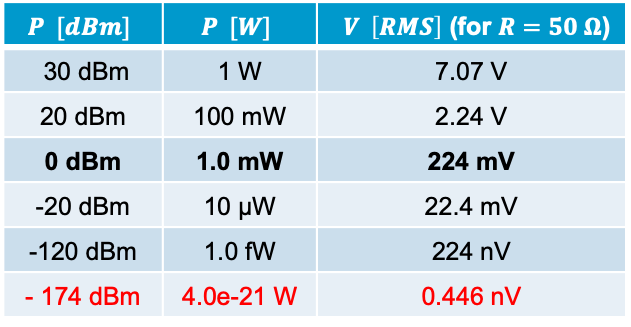 P [dBm] P [W] V [RMS] (for R = 50 Ω)
30 dBm 1 W 7.07 V
20 dBm 100 mW 2.24 V
0 dBm 1.0 mW 224 mV
-20 dBm 10 µW 22.4 mV
-120 dBm 1.0 fW 224 nV
- 174 dBm 4.0e-21 W 0.446 nV